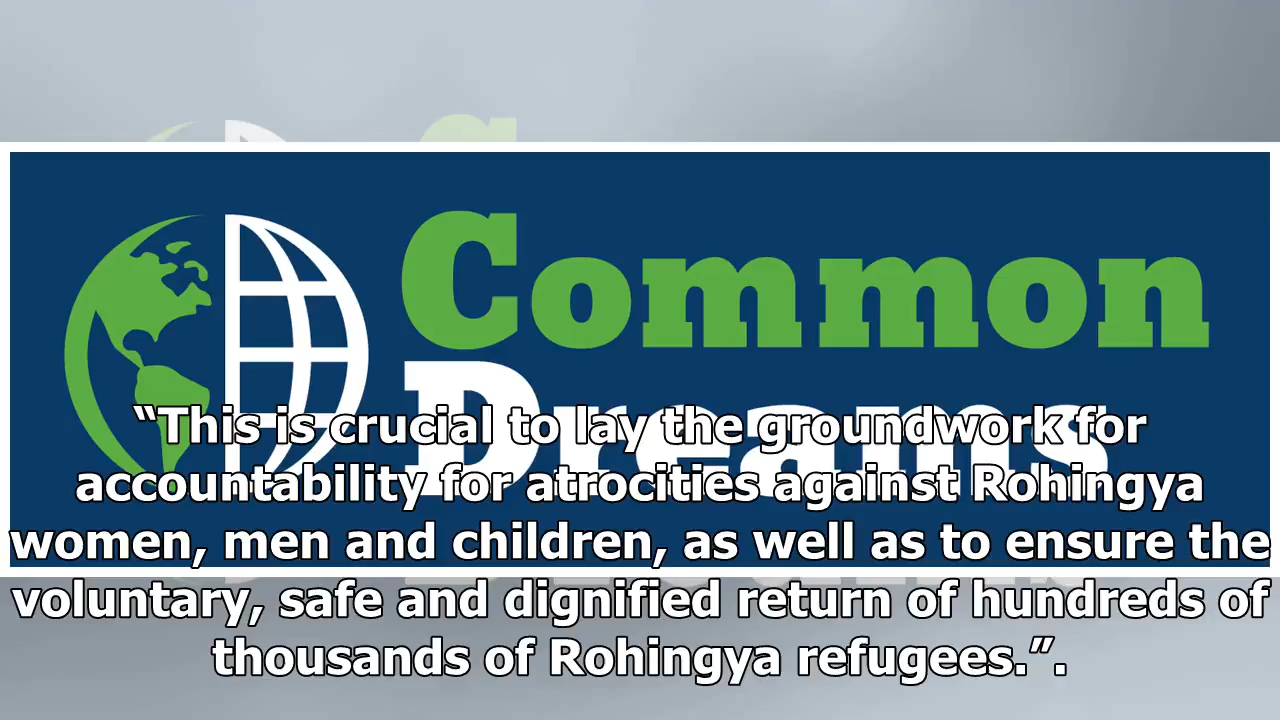 Common
Dreams
“This is crucial to lay the groundwork for
accountability for atrocities against Rohingya
women, men and children, as well as to ensure the
voluntary, safe and dignified return of hundreds of
thousands of Rohingya refugees.”.